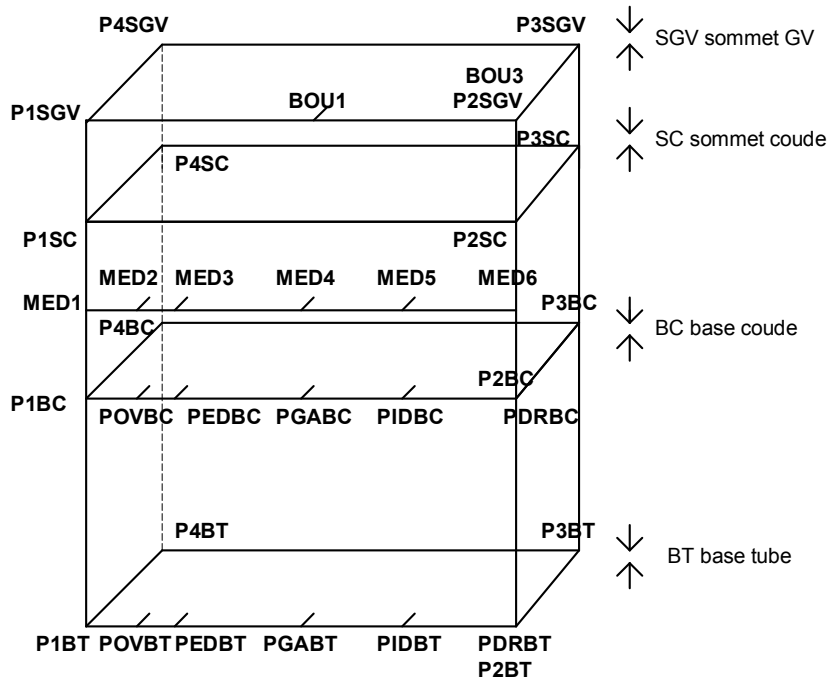 P4SGV P3SGV
SGV sommet GV
BOU3
P1SGV BOU1 P2SGV
P3SC SC sommet coude
P4SC
P1SC P2SC
MED2 MED3 MED4 MED5 MED6
MED1 P3BC
P4BC BC base coude
P2BC
P1BC POVBC PEDBC PGABC PIDBC PDRBC
P4BT P3BT
BT base tube
P1BT POVBT PEDBT PGABT PIDBT PDRBT
P2BT